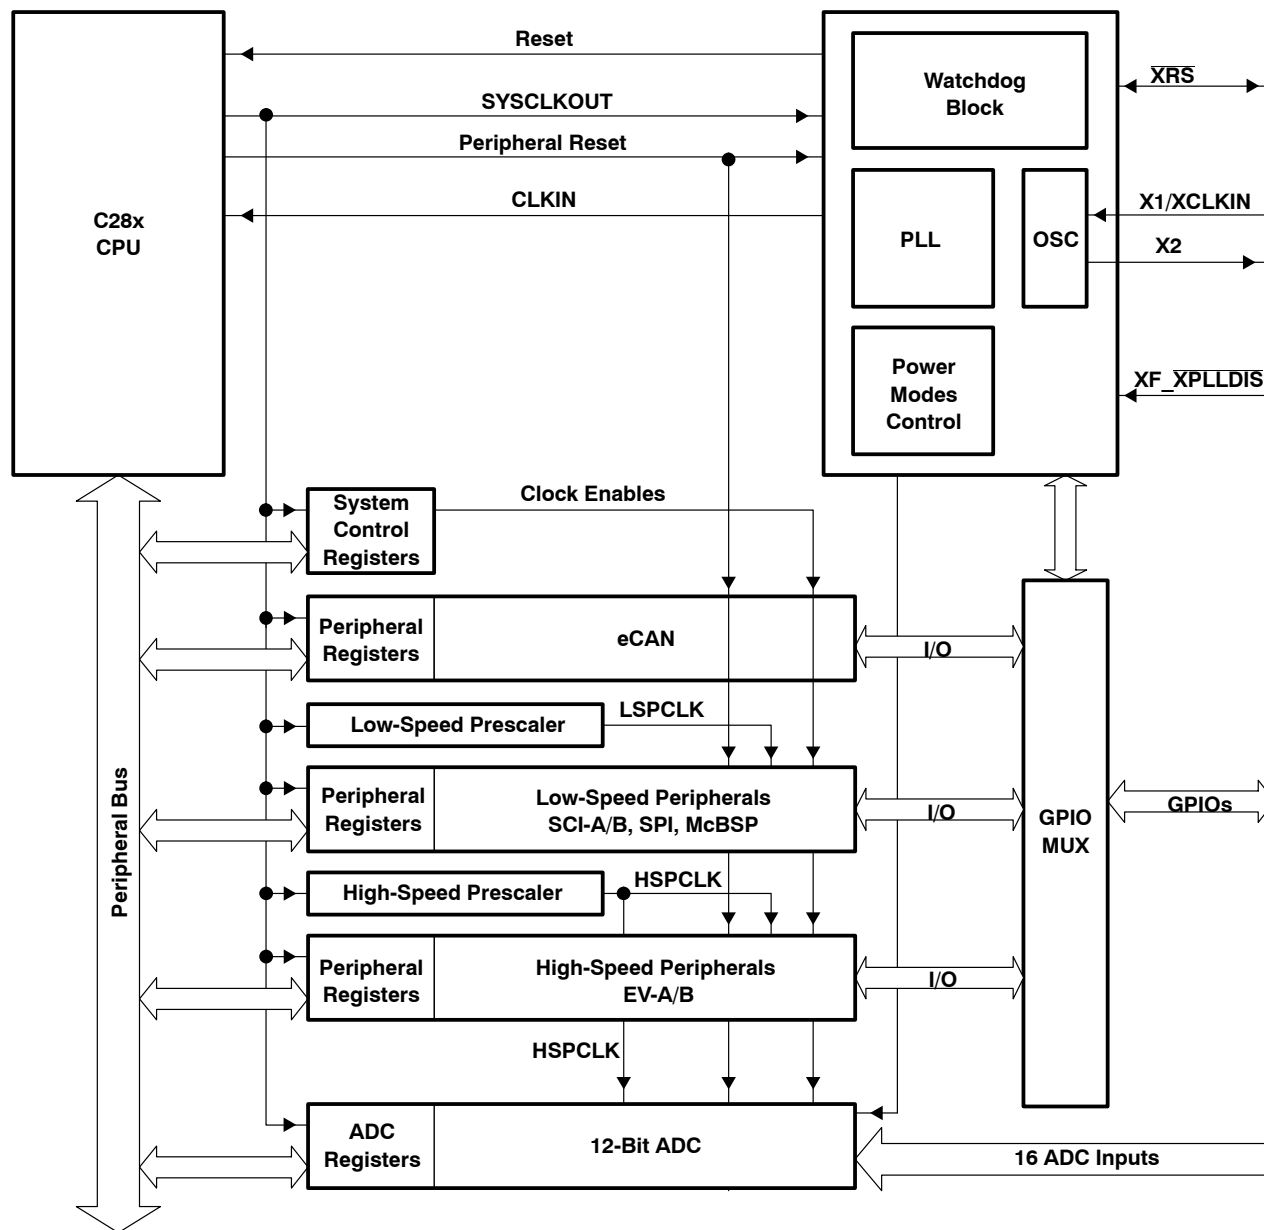 Reset
Watchdog
Block
XRS
SYSCLKOUT
Peripheral Reset
CLKIN
C28x
CPU
PLL
OSC
X1/XCLKIN
X2
Power
Modes
Control
XF_XPLLDIS
System
Control
Registers
Clock Enables
Peripheral
Registers
eCAN
I/O
Low-Speed Prescaler
LSPCLK
Peripheral Bus
Peripheral
Registers
Low-Speed Peripherals
SCI-A/B, SPI, McBSP
I/O
GPIO
MUX
GPIOs
High-Speed Prescaler
HSPCLK
Peripheral
Registers
High-Speed Peripherals
EV-A/B
I/O
HSPCLK
ADC
Registers
12-Bit ADC
16 ADC Inputs